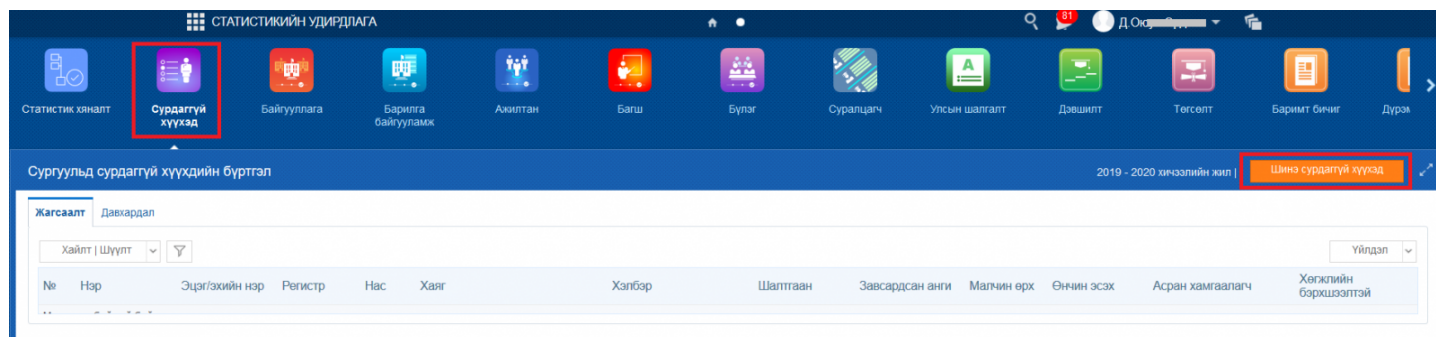 СТАТИСТИКИЙН УДИРДЛАГА
81
Статистик хяналт
Сурдаггүй
хүүхэд
Байгууллага
Барилга
байгууламж
Ажилтан
Багш
Бүлэг
Суралцагч
Улсын шалгалт
Дэвшилт
Төгсөлт
Баримт бичиг
Сургуульд сурдаггүй хүүхдийн бүртгэл
2019 - 2020 хичээлийн жил |
Шинэ сурдаггүй хүүхэд
Жагсаалт Давхардал
Хайлт | Шүүлт
Үйлдэл
№ Нэр Эцэг/эхийн нэр Регистр Нас Хаяг Хэлбэр Шалтгаан Завсардсан анги Малчин өрх Өнчин эсэх Асран хамгаалагч Хөгжлийн
бэрхшээлтэй